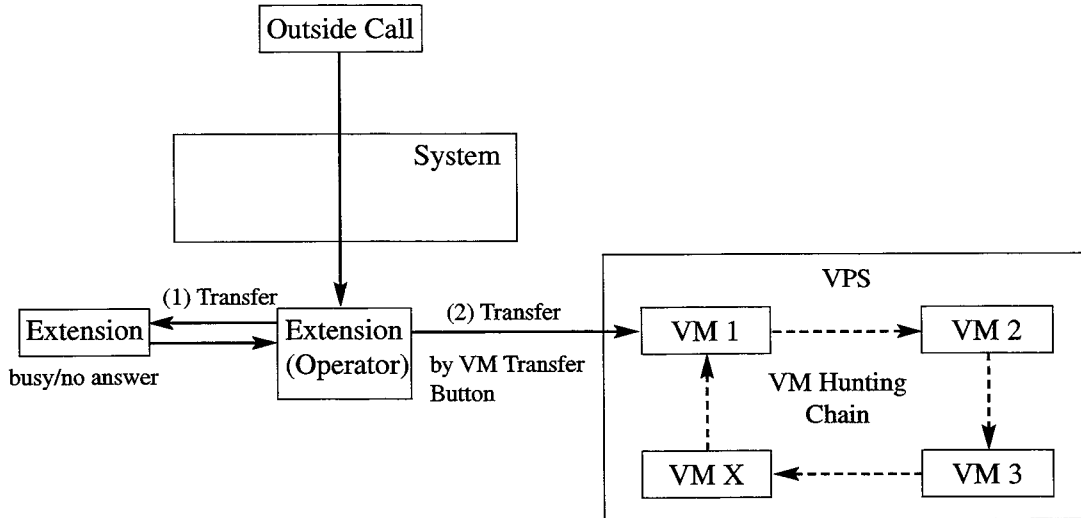 Outside Call
System
VPS
(1) Transfer
(2) Transfer
Extension
Extension
(Operator)
busy/no answer
by VM Transfer
Button
VM 1
VM 2
VM Hunting
Chain
VM X
VM 3